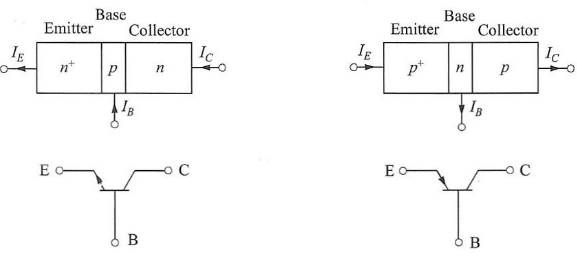 Base
Emitter
Collector
I_E
n⁺
p
n
I_C
I_B
E
C
B
Base
Emitter
Collector
I_E
p⁺
n
p
I_C
I_B
E
C
B